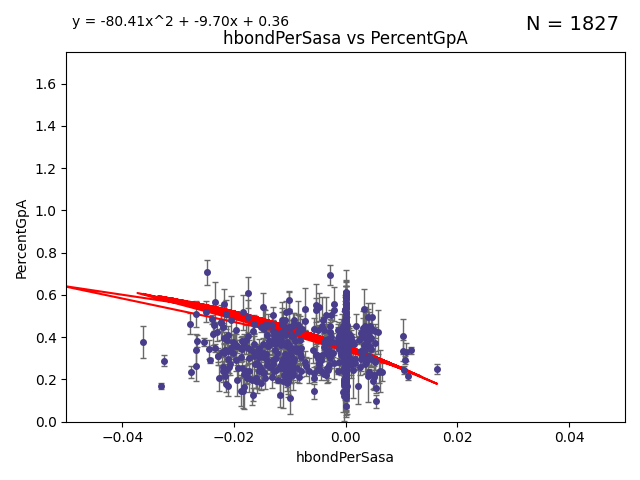 y = -80.41x^2 + -9.70x + 0.36
N = 1827
hbondPerSasa vs PercentGpA
PercentGpA
1.6
1.4
1.2
1.0
0.8
0.6
0.4
0.2
0.0
−0.04 −0.02 0.00 0.02 0.04
hbondPerSasa